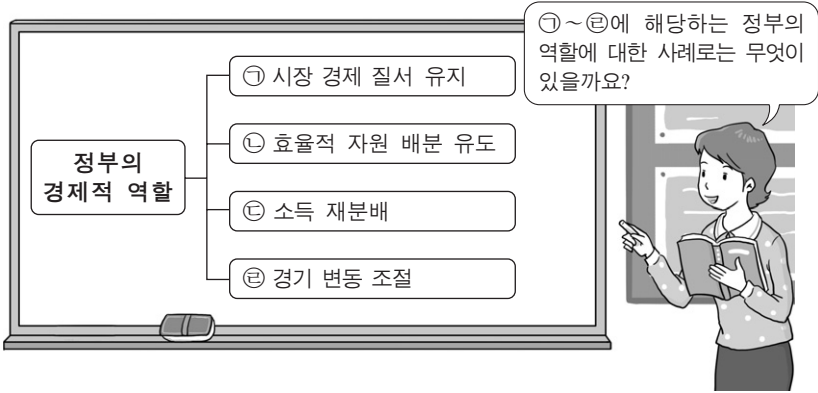 ㉠~㉣에 해당하는 정부의
역할에 대한 사례로는 무엇이
있을까요?
정부의
경제적 역할
㉠ 시장 경제 질서 유지
㉡ 효율적 자원 배분 유도
㉢ 소득 재분배
㉣ 경기 변동 조절